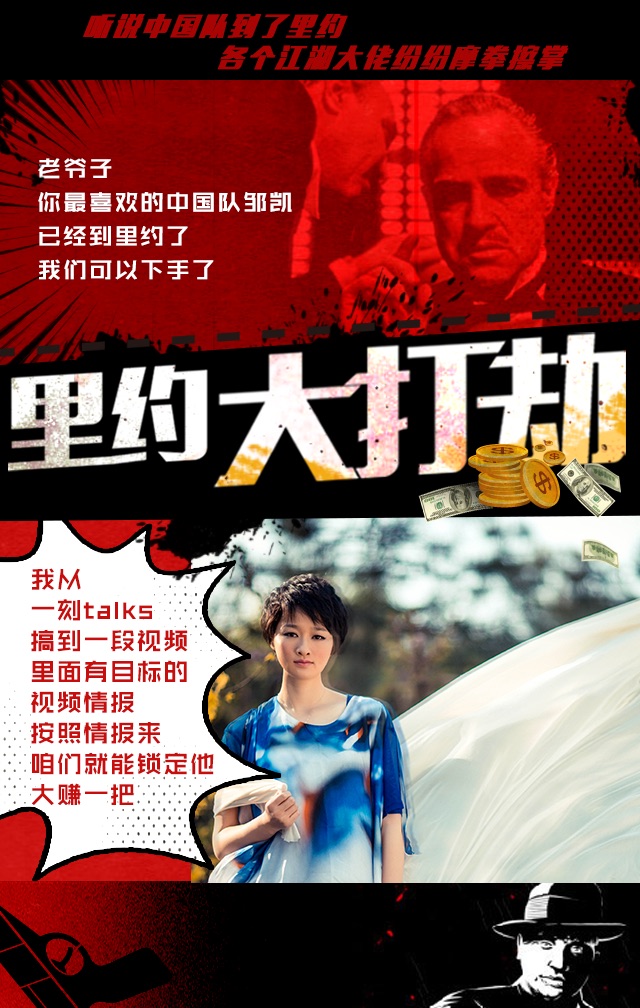 听说中国队到了里约
各个江湖大佬纷纷摩拳擦掌
老爷子
你最喜欢的中国队邹凯
已经到里约了
我们可以下手了
里约大打劫
我从
一刻talks
搞到一段视频
里面有目标的
视频情报
按照情报来
咱们就能锁定他
大赚一把